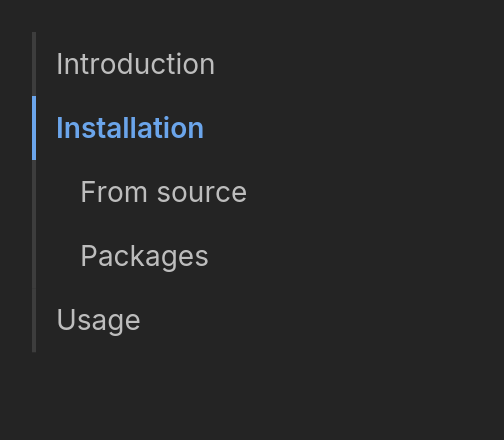 Introduction
Installation
From source
Packages
Usage